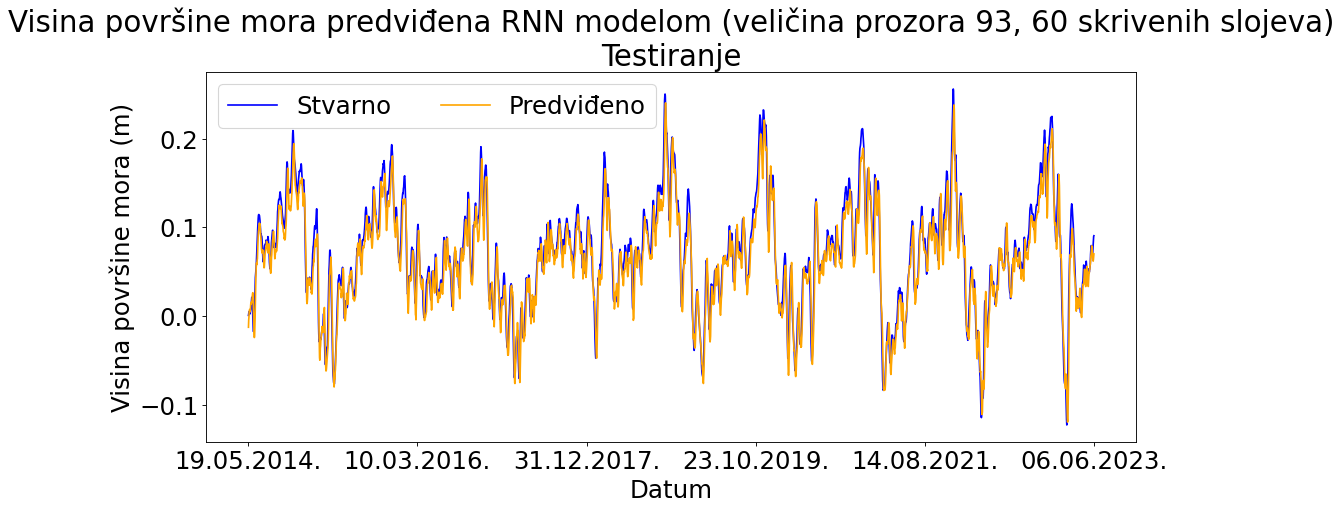 Visina površine mora predviđena RNN modelom (veličina prozora 93, 60 skrivenih slojeva)
Testiranje
Stvarno
Predviđeno
Visina površine mora (m)
0.2
0.1
0.0
−0.1
19.05.2014. 10.03.2016. 31.12.2017. 23.10.2019. 14.08.2021. 06.06.2023.
Datum